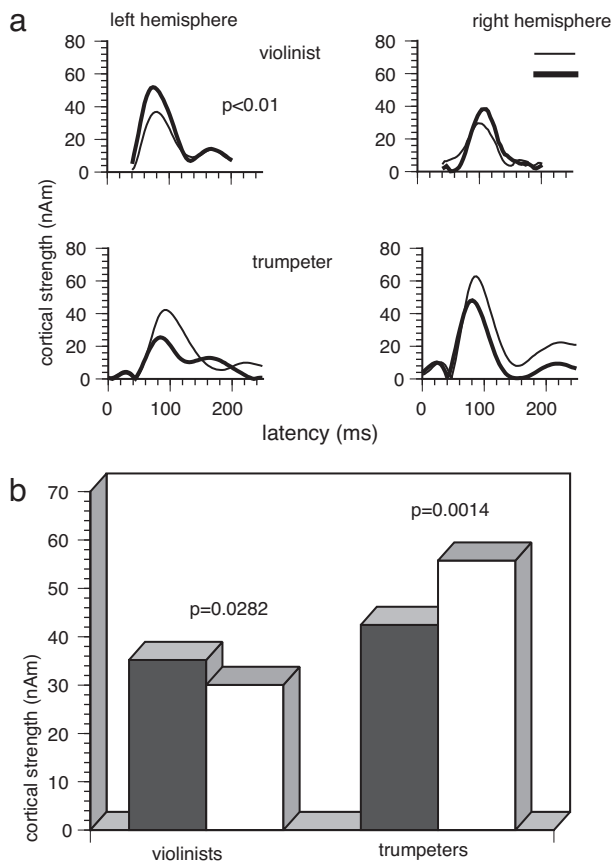 a
left hemisphere
right hemisphere
violinist
p<0.01
80
60
40
20
0
80
60
40
20
0
cortical strength (nAm)
trumpeter
80
60
40
20
0
0
100
200
80
60
40
20
0
0
100
200
latency (ms)
b
cortical strength (nAm)
70
60
50
40
30
20
10
0
p=0.0282
p=0.0014
violinists
trumpeters